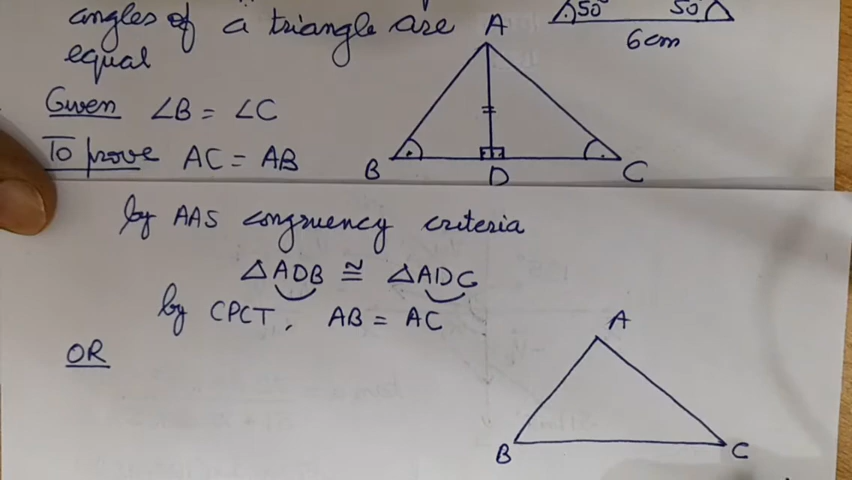 angles of a triangle are
equal
50° 50°
6cm
Given ∠B = ∠C
To prove AC = AB
A
B D C
by AAS congruency criteria
△ADB ≅ △ADC
by CPCT, AB = AC
OR
A
B C